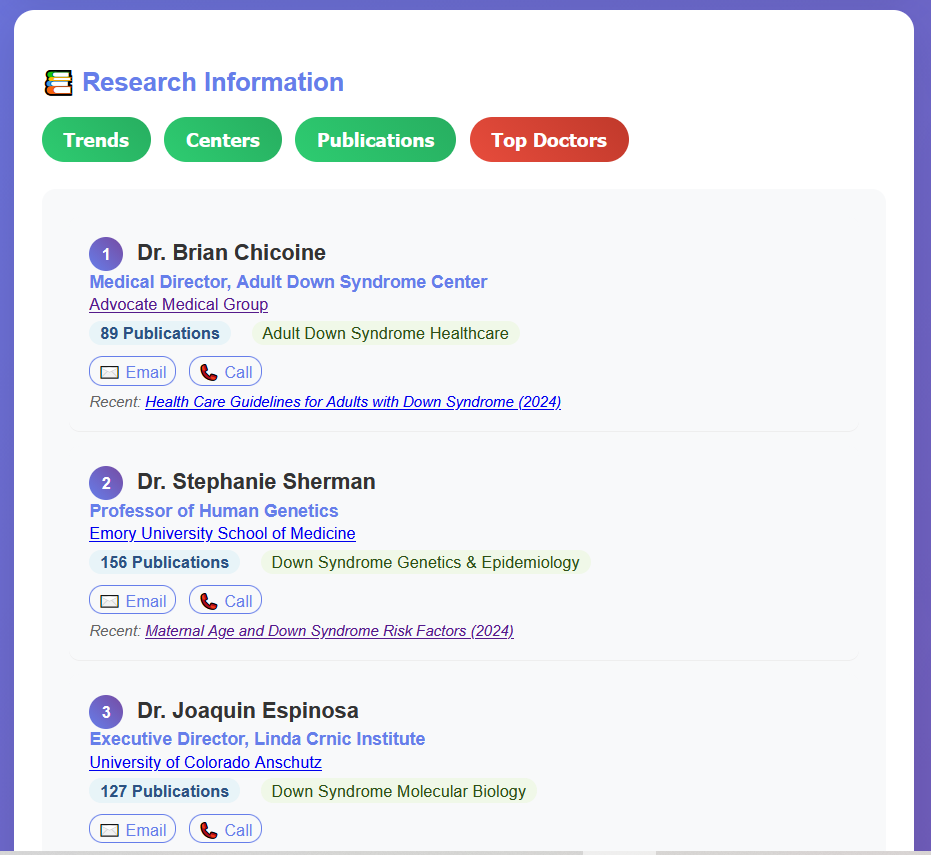 Research Information
Trends Centers Publications Top Doctors
1 Dr. Brian Chicoine
Medical Director, Adult Down Syndrome Center
Advocate Medical Group
89 Publications Adult Down Syndrome Healthcare
Email Call
Recent: Health Care Guidelines for Adults with Down Syndrome (2024)
2 Dr. Stephanie Sherman
Professor of Human Genetics
Emory University School of Medicine
156 Publications Down Syndrome Genetics & Epidemiology
Email Call
Recent: Maternal Age and Down Syndrome Risk Factors (2024)
3 Dr. Joaquin Espinosa
Executive Director, Linda Crnic Institute
University of Colorado Anschutz
127 Publications Down Syndrome Molecular Biology
Email Call